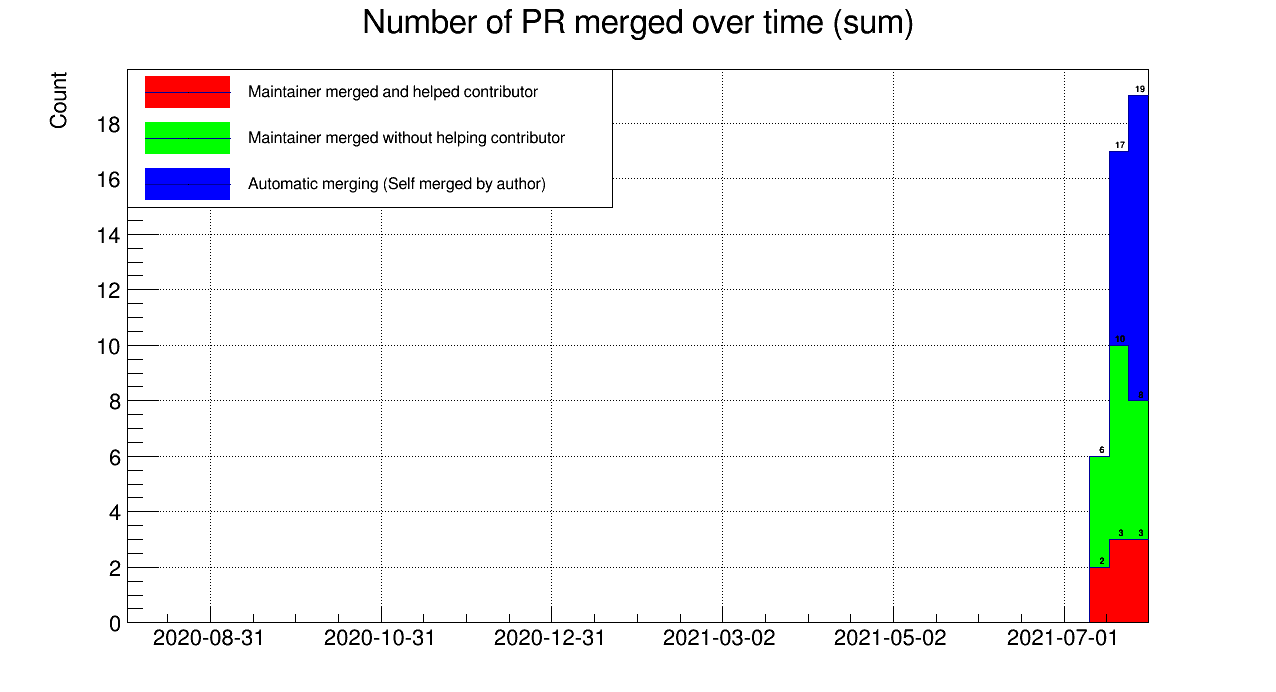 Number of PR merged over time (sum)
Count
Maintainer merged and helped contributor
Maintainer merged without helping contributor
Automatic merging (Self merged by author)
18
16
14
12
10
8
6
4
2
0
19
17
10
8
6
3 3
2
2020-08-31 2020-10-31 2020-12-31 2021-03-02 2021-05-02 2021-07-01